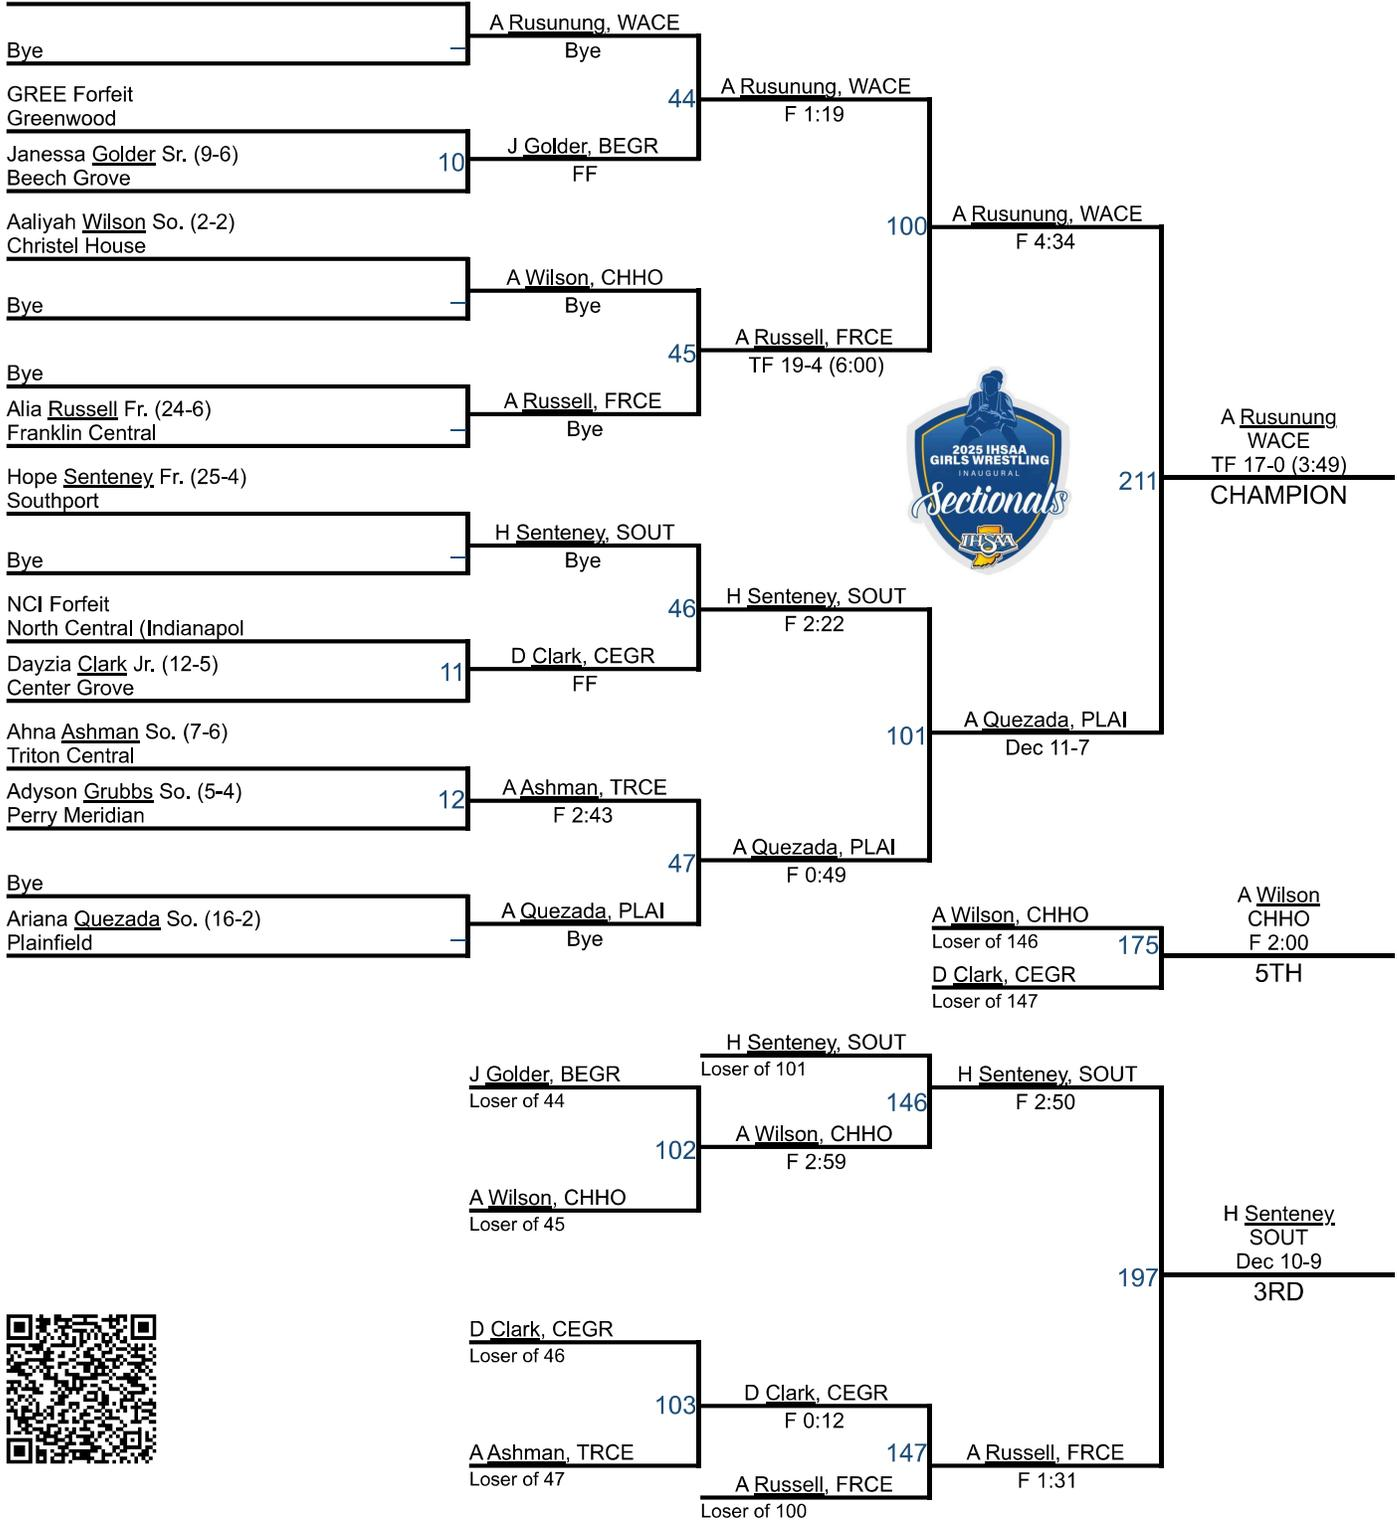 Bye
GREE Forfeit
Greenwood
Janessa Golder Sr. (9-6)
Beech Grove
10
Aaliyah Wilson So. (2-2)
Christel House
Bye
Bye
Alia Russell Fr. (24-6)
Franklin Central
Hope Senteney Fr. (25-4)
Southport
Bye
NCI Forfeit
North Central (Indianapol
Dayzia Clark Jr. (12-5)
Center Grove
11
Ahna Ashman So. (7-6)
Triton Central
Adyson Grubbs So. (5-4)
Perry Meridian
12
Bye
Ariana Quezada So. (16-2)
Plainfield
A Rusunung, WACE
Bye
44
J Golder, BEGR
FF
A Wilson, CHHO
Bye
45
A Russell, FRCE
Bye
H Senteney, SOUT
Bye
46
D Clark, CEGR
FF
A Ashman, TRCE
F 2:43
47
A Quezada, PLAI
Bye
A Rusunung, WACE
F 1:19
100
A Russell, FRCE
TF 19-4 (6:00)
H Senteney, SOUT
F 2:22
101
A Quezada, PLAI
F 0:49
A Rusunung, WACE
F 4:34
2025 IHSAA
GIRLS WRESTLING
INAUGURAL
Sectionals
IHSAA
211
A Quezada, PLAI
Dec 11-7
A Rusunung
WACE
TF 17-0 (3:49)
CHAMPION
A Wilson, CHHO
Loser of 146
175
D Clark, CEGR
Loser of 147
A Wilson
CHHO
F 2:00
5TH
J Golder, BEGR
Loser of 44
102
A Wilson, CHHO
Loser of 45
H Senteney, SOUT
Loser of 101
146
A Wilson, CHHO
F 2:59
H Senteney, SOUT
F 2:50
197
H Senteney
SOUT
Dec 10-9
3RD
D Clark, CEGR
Loser of 46
103
A Ashman, TRCE
Loser of 47
D Clark, CEGR
F 0:12
147
A Russell, FRCE
Loser of 100
A Russell, FRCE
F 1:31